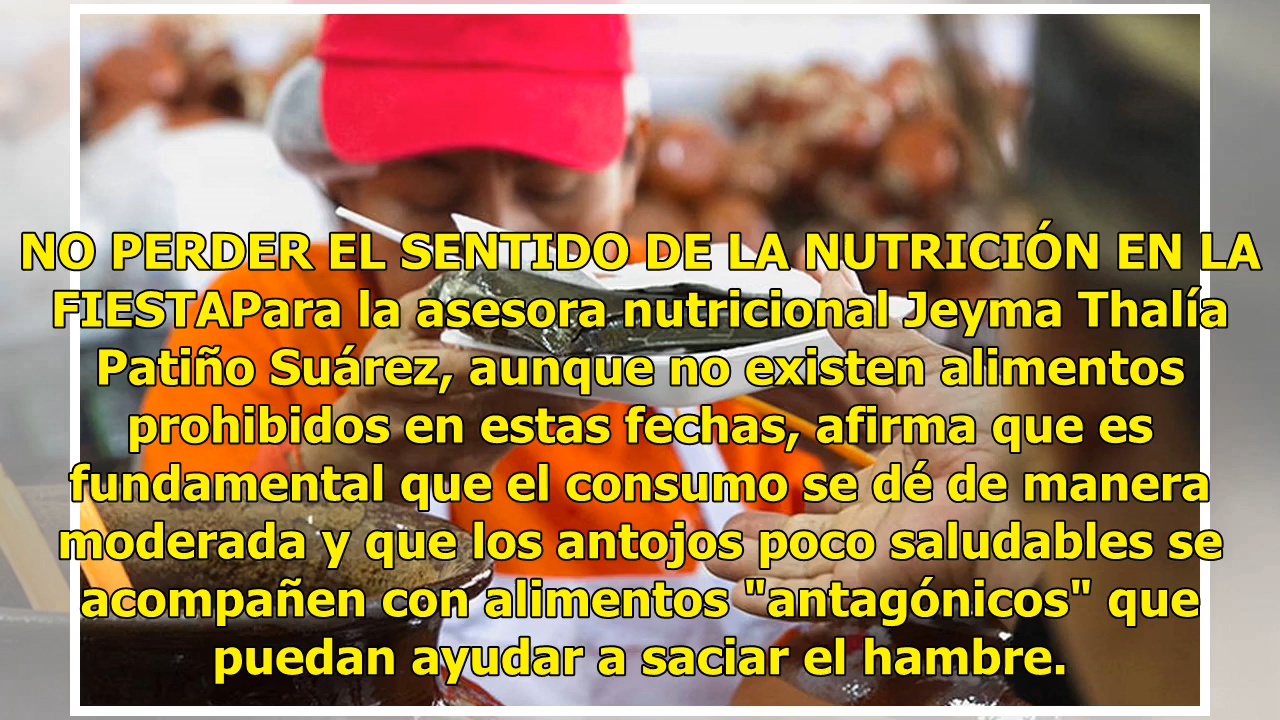 NO PERDER EL SENTIDO DE LA NUTRICIÓN EN LA
FIESTAPara la asesora nutricional Jeyma Thalía
Patiño Suárez, aunque no existen alimentos
prohibidos en estas fechas, afirma que es
fundamental que el consumo se dé de manera
moderada y que los antojos poco saludables se
acompañen con alimentos "antagónicos" que
puedan ayudar a saciar el hambre.